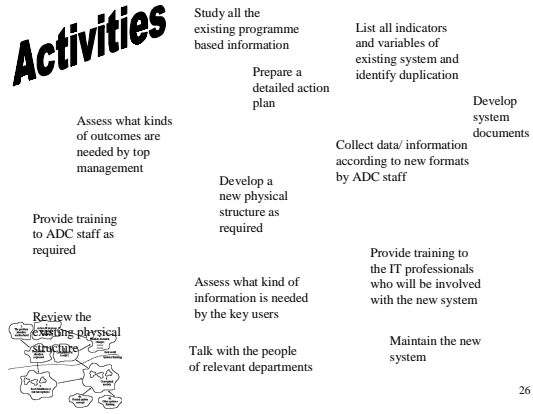 Activities
Study all the
existing programme
based information
List all indicators
and variables of
existing system and
identify duplication
Prepare a
detailed action
plan
Develop
system
documents
Assess what kinds
of outcomes are
needed by top
management
Collect data/ information
according to new formats
by ADC staff
Develop a
new physical
structure as
required
Provide training
to ADC staff as
required
Provide training to
the IT professionals
who will be involved
with the new system
Assess what kind of
information is needed
by the key users
Review the
existing physical
structure
Talk with the people
of relevant departments
Maintain the new
system
26